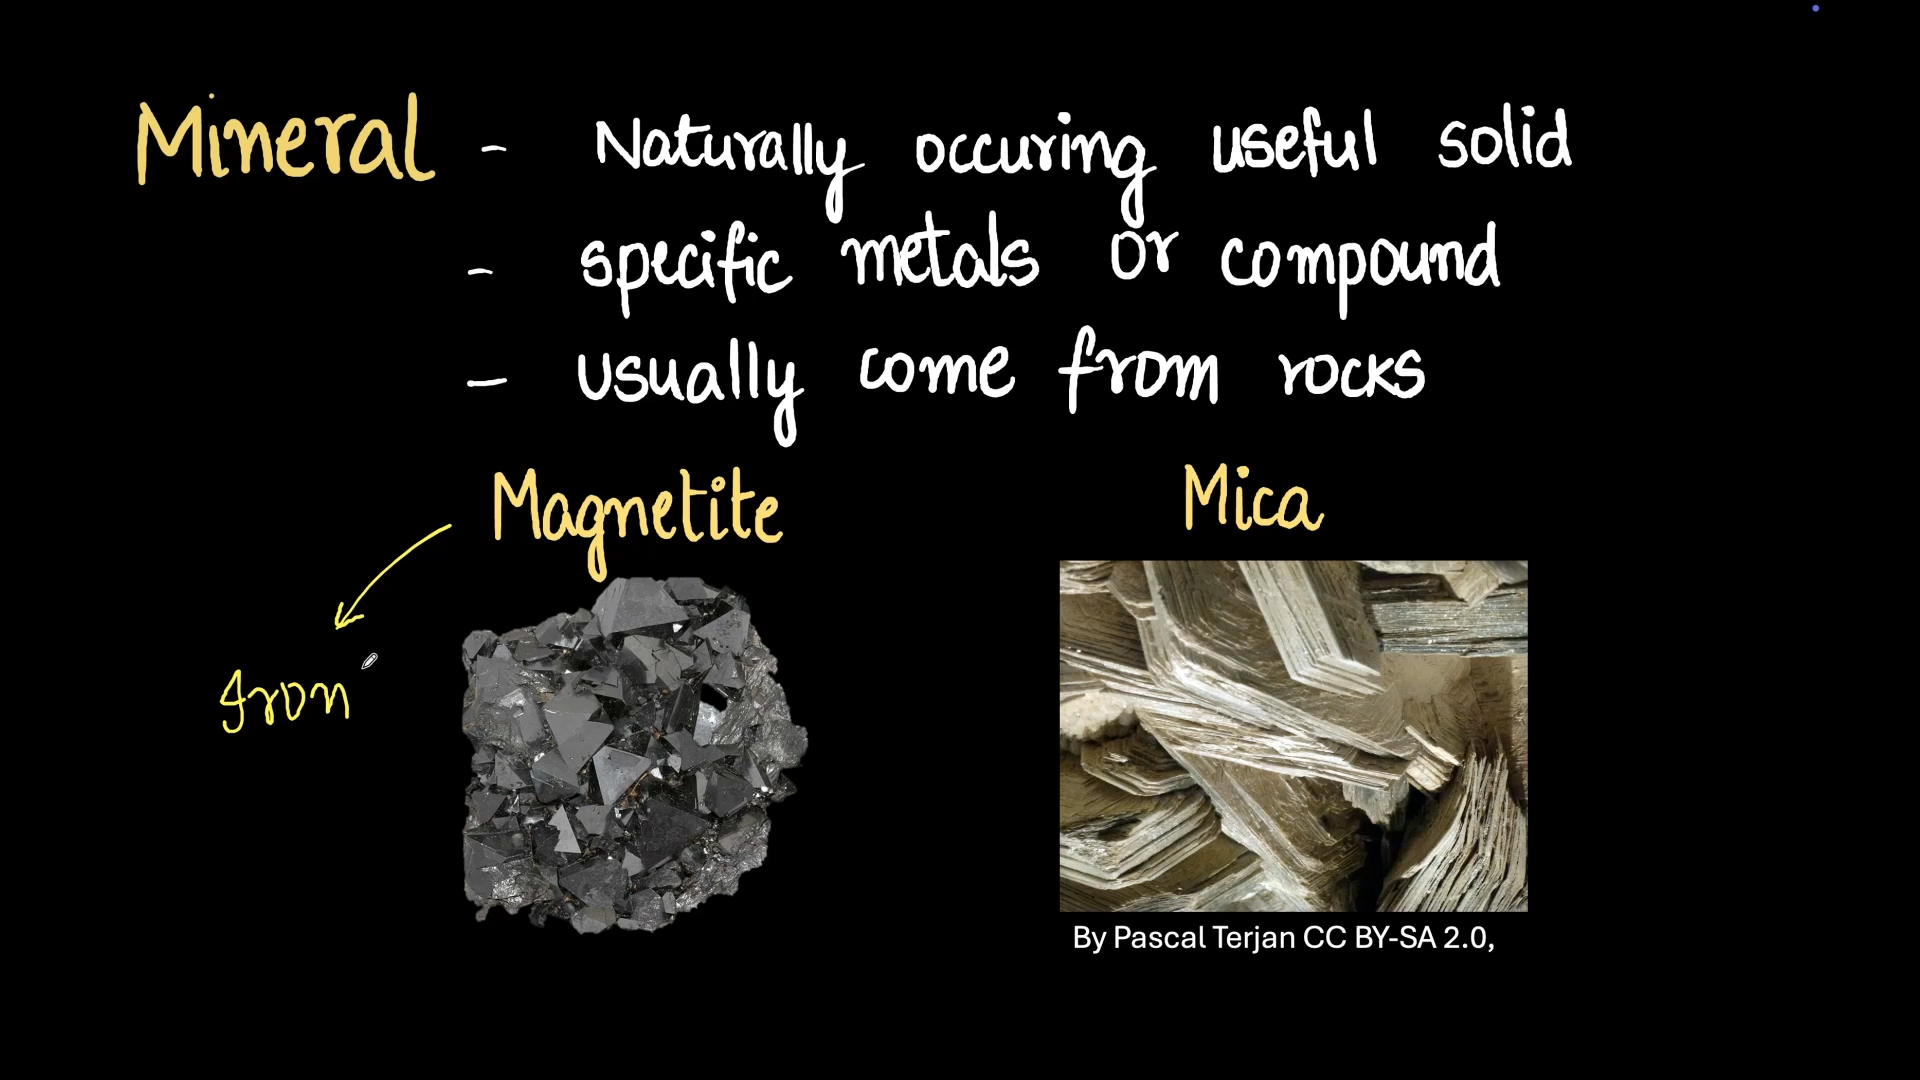 Mineral - Naturally occuring useful solid
- specific metals or compound
- usually come from rocks
Magnetite
Mica
Iron
By Pascal Terjan CC BY-SA 2.0,